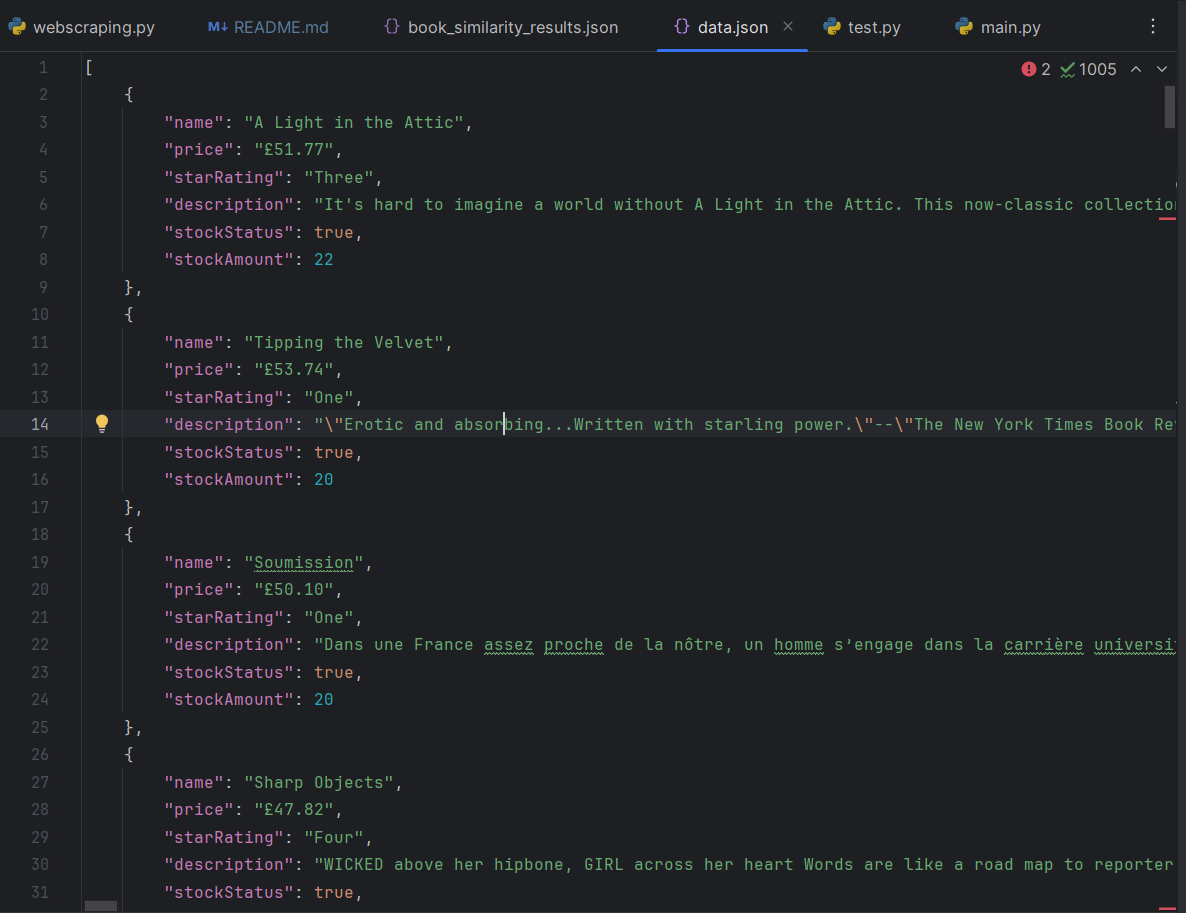 webscraping.py README.md book_similarity_results.json data.json test.py main.py
2 1005
1 [
2 {
3 "name": "A Light in the Attic",
4 "price": "£51.77",
5 "starRating": "Three",
6 "description": "It's hard to imagine a world without A Light in the Attic. This now-classic collection
7 "stockStatus": true,
8 "stockAmount": 22
9 },
10 {
11 "name": "Tipping the Velvet",
12 "price": "£53.74",
13 "starRating": "One",
14 "description": "\"Erotic and absorbing...Written with starling power.\"--\"The New York Times Book Re
15 "stockStatus": true,
16 "stockAmount": 20
17 },
18 {
19 "name": "Soumission",
20 "price": "£50.10",
21 "starRating": "One",
22 "description": "Dans une France assez proche de la nôtre, un homme s’engage dans la carrière universi
23 "stockStatus": true,
24 "stockAmount": 20
25 },
26 {
27 "name": "Sharp Objects",
28 "price": "£47.82",
29 "starRating": "Four",
30 "description": "WICKED above her hipbone, GIRL across her heart Words are like a road map to reporter
31 "stockStatus": true,